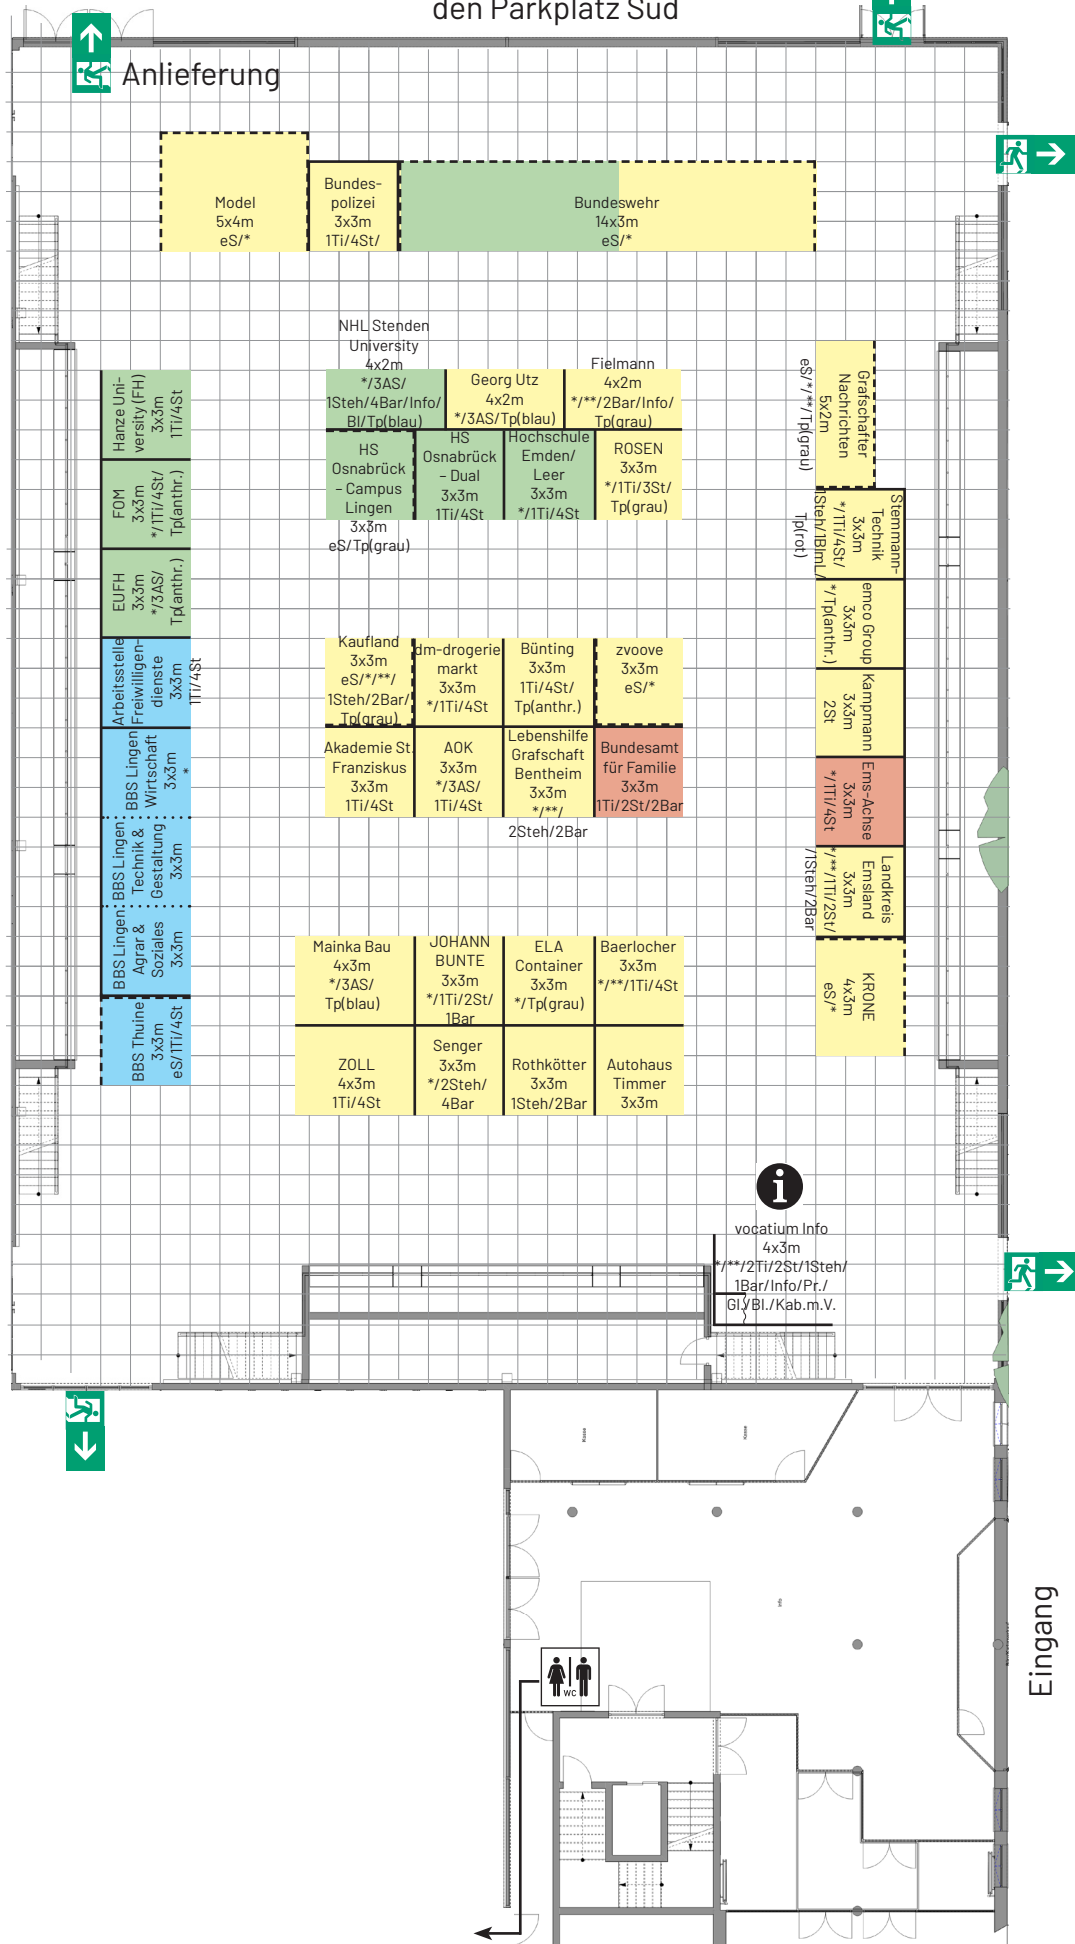 den Parkplatz Süd
Anlieferung
Model
5x4m
eS/*
Bundes-
polizei
3x3m
1Ti/4St/
Bundeswehr
14x3m
eS/*
NHL Stenden
University
4x2m
*/3AS/
1Steh/4Bar/Info/
Bl/Tp(blau)
Georg Utz
4x2m
*/3AS/Tp(blau)
Fielmann
4x2m
*/**/2Bar/Info/
Tp(grau)
HS
Osnabrück
- Campus
Lingen
3x3m
eS/Tp(grau)
HS
Osnabrück
- Dual
3x3m
1Ti/4St
Hochschule
Emden/
Leer
3x3m
*/1Ti/4St
ROSEN
3x3m
*/1Ti/3St/
Tp(grau)
Hanze Uni-
versity (FH)
3x3m
1Ti/4St
FOM
3x3m
*/1Ti/4St/
Tp(anthr.)
EUFH
3x3m
*/3AS/
Tp(anthr.)
Arbeitsstelle
Freiwilligen-
dienste
3x3m
1Ti/4St
BBS Lingen
Wirtschaft
3x3m
*
BBS Lingen
Technik &
Gestaltung
3x3m
BBS Lingen
Agrar &
Soziales
3x3m
BBS Thuine
3x3m
eS/1Ti/4St
Grafschafter
Nachrichten
5x2m
eS/*/**/Tp(grau)
Stemmann-
Technik
3x3m
*/1Ti/4St/
1Steh/1BlmL/
Tp(rot)
emco Group
3x3m
*/Tp(anthr.)
Kampmann
3x3m
2St
Ems-Achse
3x3m
*/1Ti/4St
Landkreis
Emsland
3x3m
*/**/1Ti/2St/
/1Steh/2Bar
KRONE
4x3m
eS/*
Kaufland
3x3m
eS/*/**/
1Steh/2Bar/
Tp(grau)
dm-drogerie
markt
3x3m
*/1Ti/4St
Bünting
3x3m
1Ti/4St/
Tp(anthr.)
zvoove
3x3m
eS/*
Akademie St.
Franziskus
3x3m
1Ti/4St
AOK
3x3m
*/3AS/
1Ti/4St
Lebenshilfe
Grafschaft
Bentheim
3x3m
*/**/
2Steh/2Bar
Bundesamt
für Familie
3x3m
1Ti/2St/2Bar
Mainka Bau
4x3m
*/3AS/
Tp(blau)
JOHANN
BUNTE
3x3m
*/1Ti/2St/
1Bar
ELA
Container
3x3m
*/Tp(grau)
Baerlocher
3x3m
*/**/1Ti/4St
ZOLL
4x3m
1Ti/4St
Senger
3x3m
*/2Steh/
4Bar
Rothkötter
3x3m
1Steh/2Bar
Autohaus
Timmer
3x3m
i
vocatium Info
4x3m
*/**/2Ti/2St/1Steh/
1Bar/Info/Pr./
Gl./Bl./Kab.m.V.
Kasse
Kasse
Info
Eingang
WC